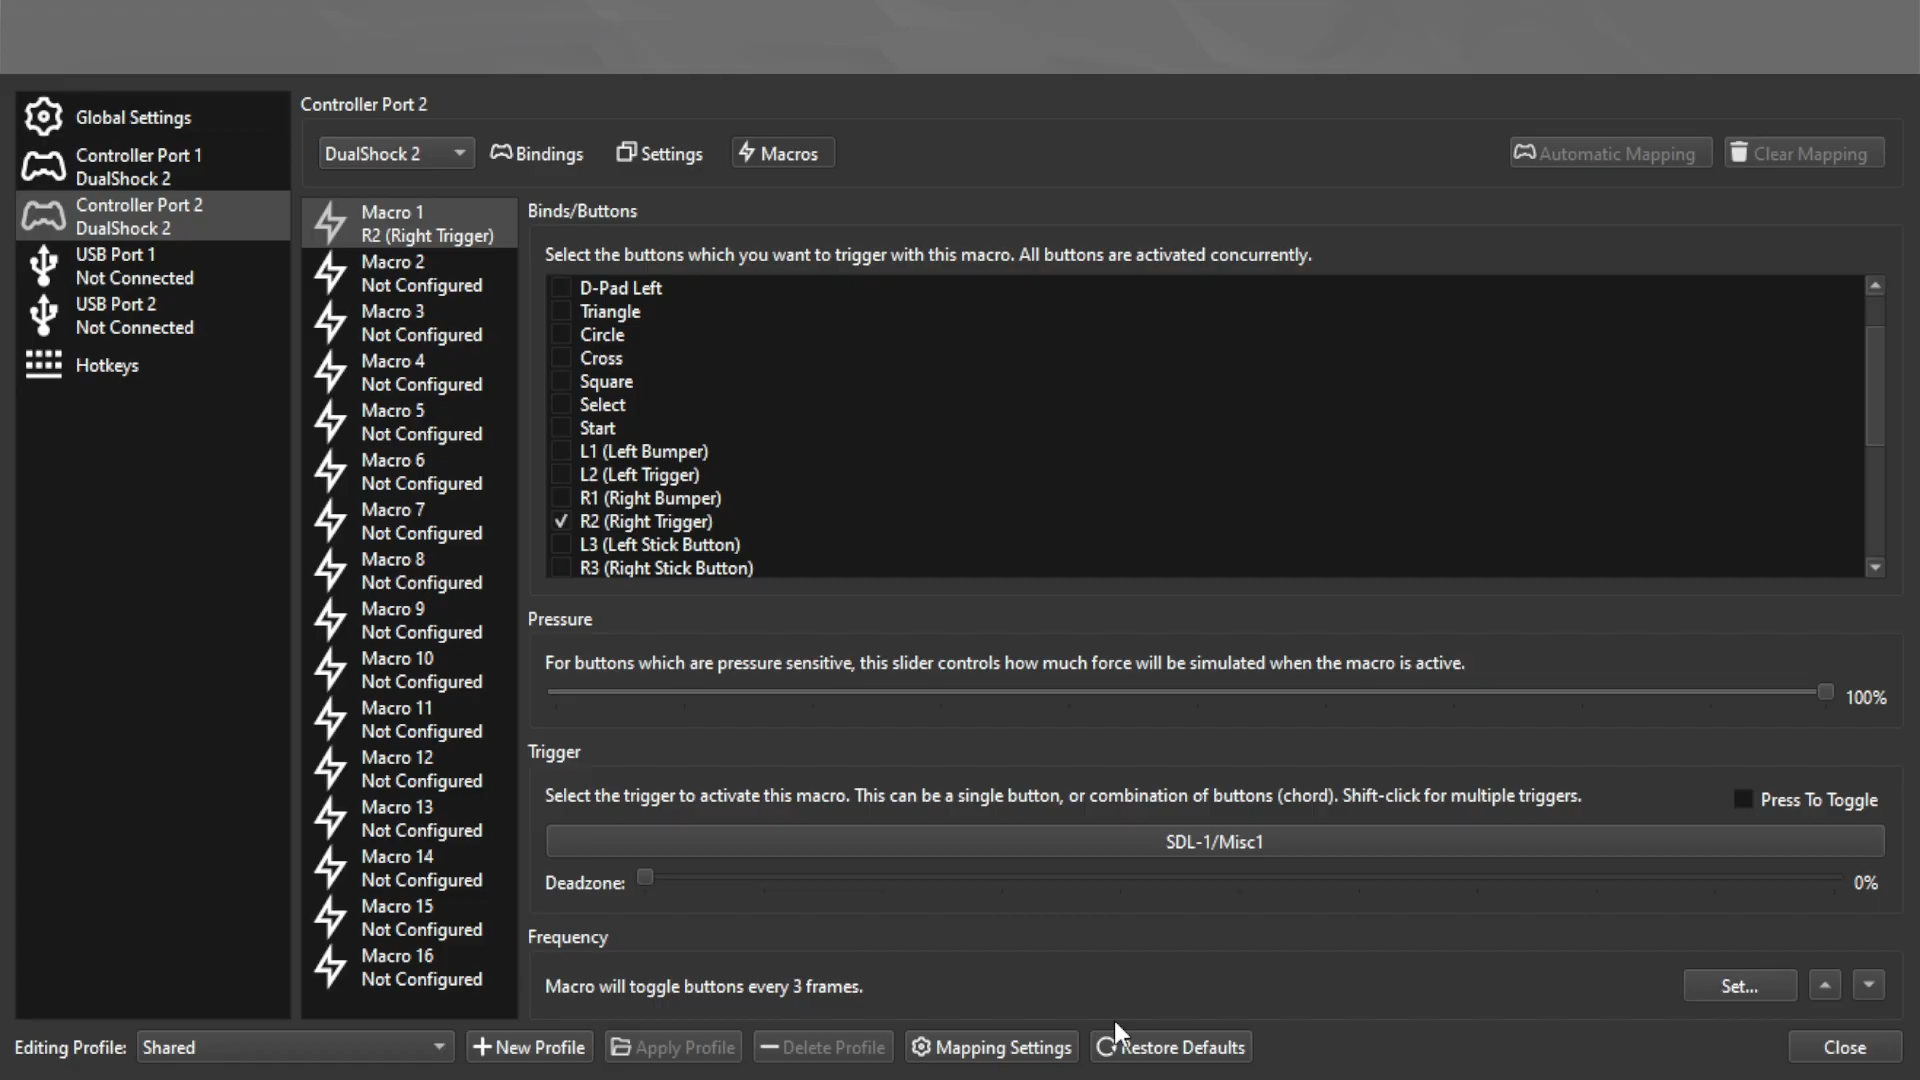 Global Settings
Controller Port 1
DualShock 2
Controller Port 2
DualShock 2
USB Port 1
Not Connected
USB Port 2
Not Connected
Hotkeys
Controller Port 2
DualShock 2
Bindings
Settings
Macros
Automatic Mapping
Clear Mapping
Macro 1
R2 (Right Trigger)
Macro 2
Not Configured
Macro 3
Not Configured
Macro 4
Not Configured
Macro 5
Not Configured
Macro 6
Not Configured
Macro 7
Not Configured
Macro 8
Not Configured
Macro 9
Not Configured
Macro 10
Not Configured
Macro 11
Not Configured
Macro 12
Not Configured
Macro 13
Not Configured
Macro 14
Not Configured
Macro 15
Not Configured
Macro 16
Not Configured
Binds/Buttons
Select the buttons which you want to trigger with this macro. All buttons are activated concurrently.
D-Pad Left
Triangle
Circle
Cross
Square
Select
Start
L1 (Left Bumper)
L2 (Left Trigger)
R1 (Right Bumper)
R2 (Right Trigger)
L3 (Left Stick Button)
R3 (Right Stick Button)
Pressure
For buttons which are pressure sensitive, this slider controls how much force will be simulated when the macro is active.
100%
Trigger
Select the trigger to activate this macro. This can be a single button, or combination of buttons (chord). Shift-click for multiple triggers.
Press To Toggle
SDL-1/Misc1
Deadzone:
0%
Frequency
Macro will toggle buttons every 3 frames.
Set...
Editing Profile:
Shared
New Profile
Apply Profile
Delete Profile
Mapping Settings
Restore Defaults
Close